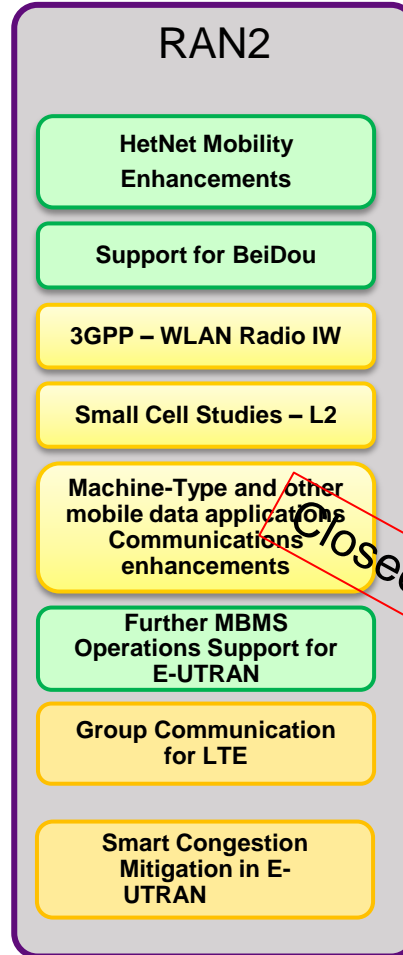 RAN2
HetNet Mobility
Enhancements
Support for BeiDou
3GPP – WLAN Radio IW
Small Cell Studies – L2
Machine-Type and other
mobile data applications
Communications
enhancements
Closed
Further MBMS
Operations Support for
E-UTRAN
Group Communication
for LTE
Smart Congestion
Mitigation in E-
UTRAN